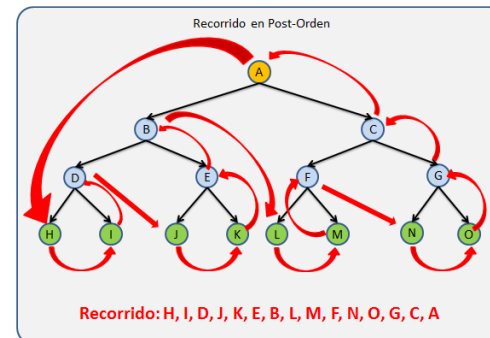 Recorrido en Post-Orden
A
B C
D E F G
H I J K L M N O
Recorrido: H, I, D, J, K, E, B, L, M, F, N, O, G, C, A